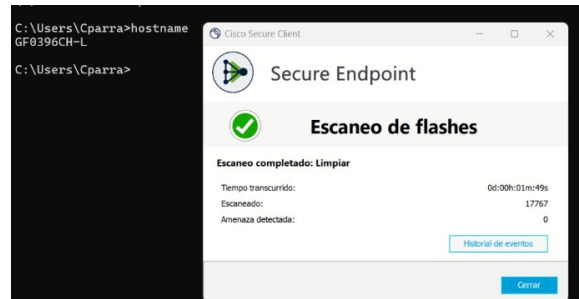 C:\Users\Cparra>hostname
GF0396CH-L
C:\Users\Cparra>
Cisco Secure Client
Secure Endpoint
Escaneo de flashes
Escaneo completado: Limpiar
Tiempo transcurrido: 0d:00h:01m:49s
Escaneado: 17767
Amenaza detectada: 0
Historial de eventos
Cerrar